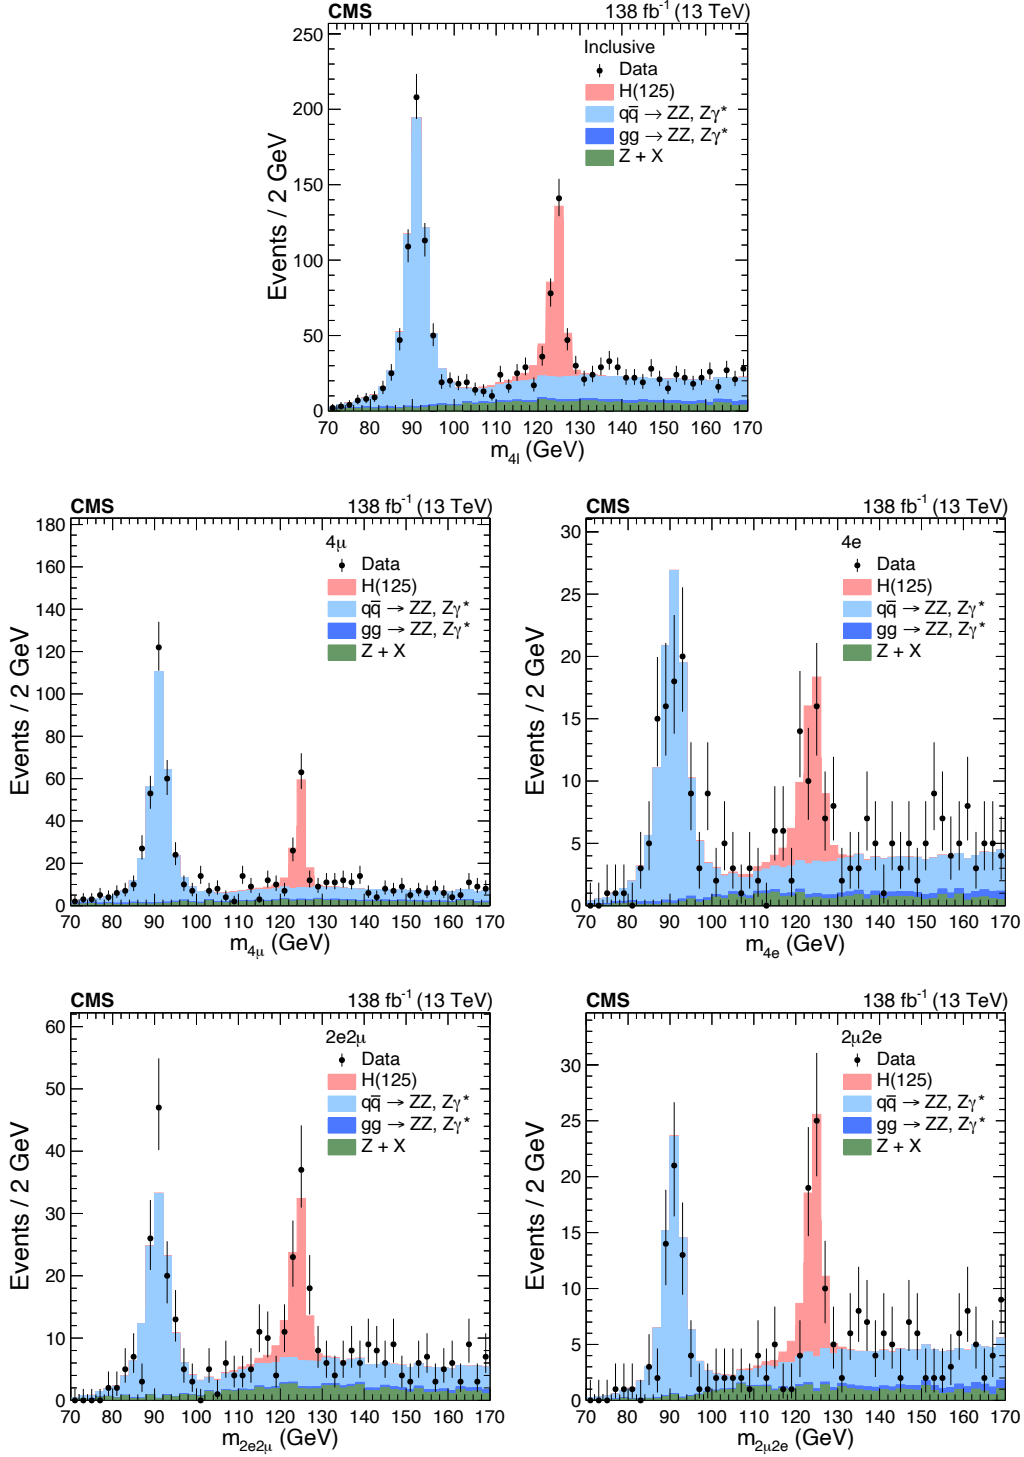 CMS 138 fb⁻¹ (13 TeV)
Inclusive
Data
H(125)
qq̄ → ZZ, Zγ*
gg → ZZ, Zγ*
Z + X
Events / 2 GeV
250
200
150
100
50
0
70 80 90 100 110 120 130 140 150 160 170
m₄ₗ (GeV)
CMS 138 fb⁻¹ (13 TeV)
4μ
Data
H(125)
qq̄ → ZZ, Zγ*
gg → ZZ, Zγ*
Z + X
Events / 2 GeV
180
160
140
120
100
80
60
40
20
0
70 80 90 100 110 120 130 140 150 160 170
m4μ (GeV)
CMS 138 fb⁻¹ (13 TeV)
4e
Data
H(125)
qq̄ → ZZ, Zγ*
gg → ZZ, Zγ*
Z + X
Events / 2 GeV
30
25
20
15
10
5
0
70 80 90 100 110 120 130 140 150 160 170
m₄ₑ (GeV)
CMS 138 fb⁻¹ (13 TeV)
2e2μ
Data
H(125)
qq̄ → ZZ, Zγ*
gg → ZZ, Zγ*
Z + X
Events / 2 GeV
60
50
40
30
20
10
0
70 80 90 100 110 120 130 140 150 160 170
m2e2μ (GeV)
CMS 138 fb⁻¹ (13 TeV)
2μ2e
Data
H(125)
qq̄ → ZZ, Zγ*
gg → ZZ, Zγ*
Z + X
Events / 2 GeV
30
25
20
15
10
5
0
70 80 90 100 110 120 130 140 150 160 170
m2μ2e (GeV)